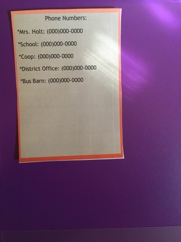 Phone Numbers:
*Mrs. Holt: (000)000-0000
*School: (000)000-0000
*Coop: (000)000-0000
*District Office: (000)000-0000
*Bus Barn: (000)000-0000